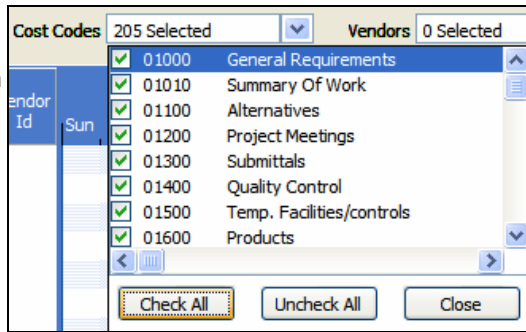 Cost Codes 205 Selected Vendors 0 Selected
01000 General Requirements
01010 Summary Of Work
01100 Alternatives
01200 Project Meetings
01300 Submittals
01400 Quality Control
01500 Temp. Facilities/controls
01600 Products
endor
Id
Sun
Check All Uncheck All Close